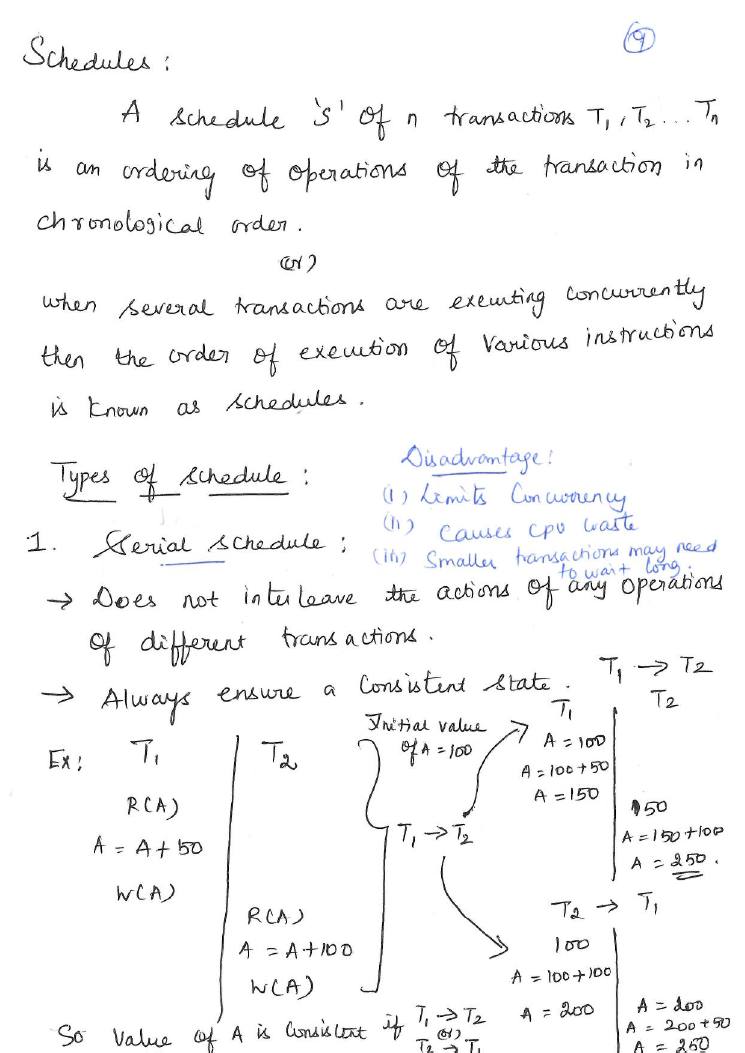 9
Schedules :
A schedule 's' of n transactions T1, T2 ... Tn
is an ordering of operations of the transaction in
chronological order.
(or)
when several transactions are executing concurrently
then the order of execution of various instructions
is known as schedules.
Types of schedule :
Disadvantage!
(i) Limits Concurrency
(ii) causes CPU waste
(iii) Smaller transactions may need
to wait long.
1. Serial schedule ;
→ Does not interleave the actions of any operations
of different transactions.
→ Always ensure a Consistent state.
Ex: T1 T2
R(A)
A = A + 50
W(A)
R(A)
A = A + 100
W(A)
Initial value
of A = 100
T1 → T2
T1 → T2
T1 T2
A = 100
A = 100 + 50
A = 150
150
A = 150 + 100
A = 250.
T2 → T1
100
A = 100 + 100
A = 200
A = 200
A = 200 + 50
A = 250
So value of A is Consistent if T1 → T2
(or)
T2 → T1